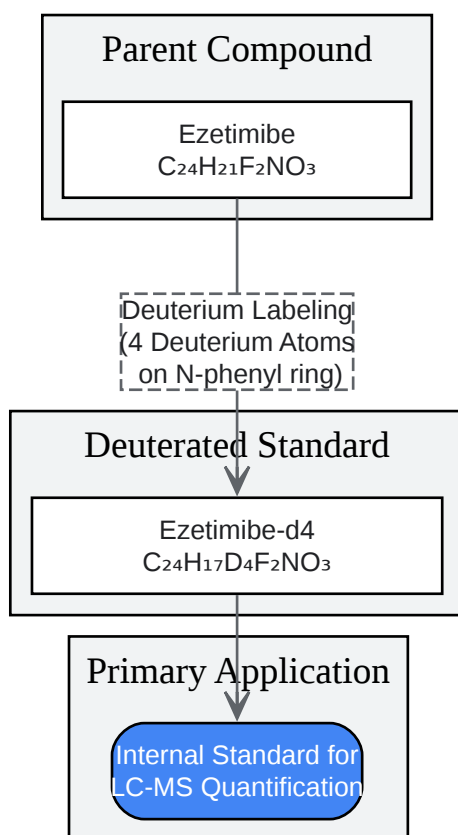 Parent Compound
Ezetimibe
C₂₄H₂₁F₂NO₃
Deuterium Labeling
(4 Deuterium Atoms
on N-phenyl ring)
Deuterated Standard
Ezetimibe-d4
C₂₄H₁₇D₄F₂NO₃
Primary Application
Internal Standard for
LC-MS Quantification